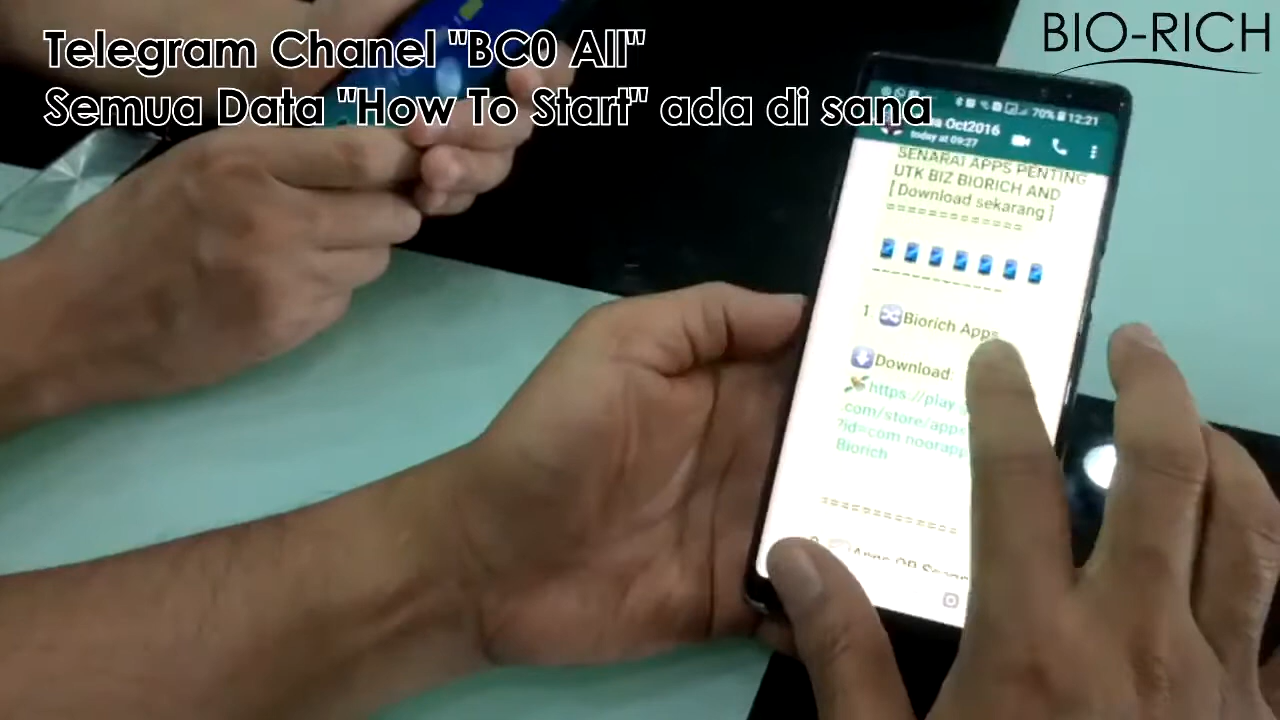 Telegram Chanel "BC0 All"
Semua Data "How To Start" ada di sana
BIO-RICH
70% 12:21
Oct2016
today at 09:27
SENARAI APPS PENTING
UTK BIZ BIORICH AND
[ Download sekarang ]
=============
1. Biorich Apps
Download:
https://play.
.com/store/apps
?id=com.noorapp
Biorich
=============